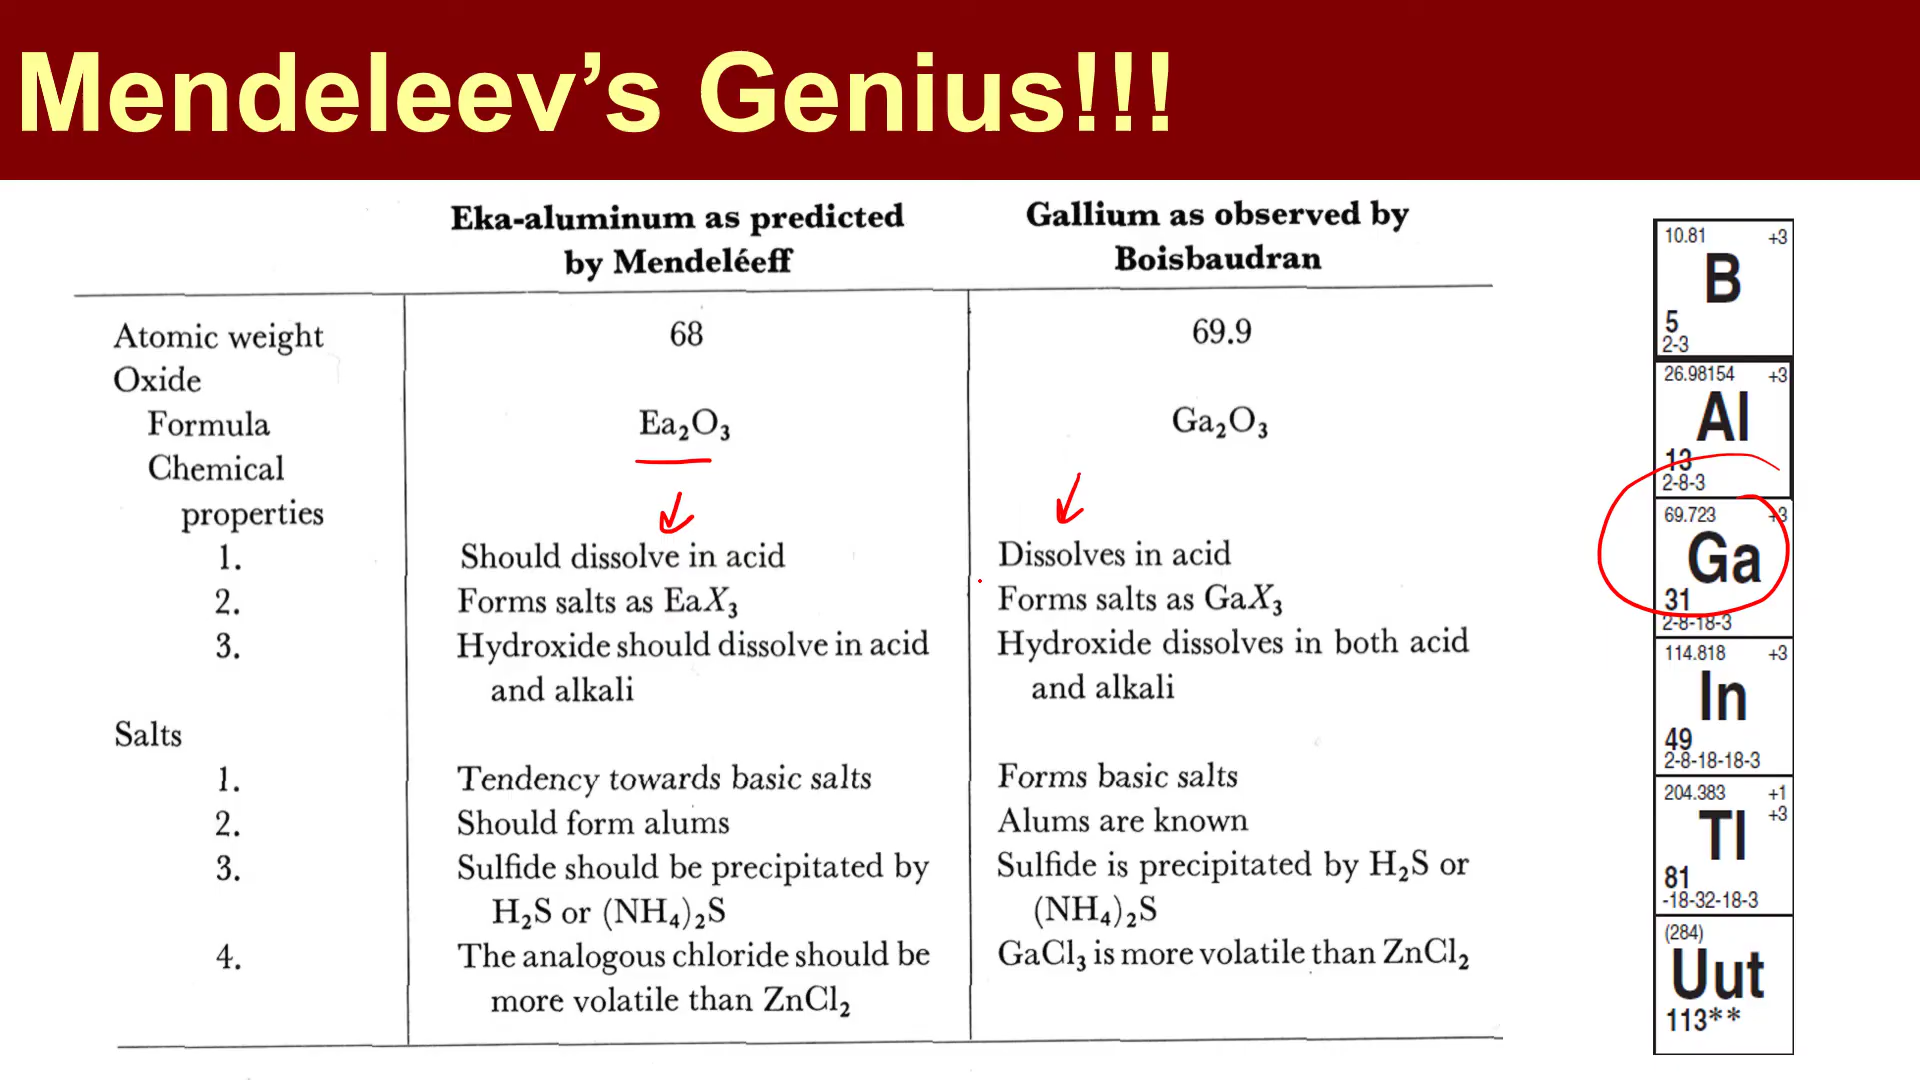 Mendeleev's Genius!!!
Eka-aluminum as predicted Gallium as observed by
by Mendeléeff Boisbaudran
Atomic weight 68 69.9
Oxide
Formula Ea₂O₃ Ga₂O₃
Chemical
properties
1. Should dissolve in acid Dissolves in acid
2. Forms salts as EaX₃ Forms salts as GaX₃
3. Hydroxide should dissolve in acid Hydroxide dissolves in both acid
and alkali and alkali
Salts
1. Tendency towards basic salts Forms basic salts
2. Should form alums Alums are known
3. Sulfide should be precipitated by Sulfide is precipitated by H₂S or
H₂S or (NH₄)₂S (NH₄)₂S
4. The analogous chloride should be GaCl₃ is more volatile than ZnCl₂
more volatile than ZnCl₂
10.81 +3
B
5
2-3
26.98154 +3
Al
13
2-8-3
69.723 +3
Ga
31
2-8-18-3
114.818 +3
In
49
2-8-18-18-3
204.383 +1
+3
Tl
81
-18-32-18-3
(284)
Uut
113**